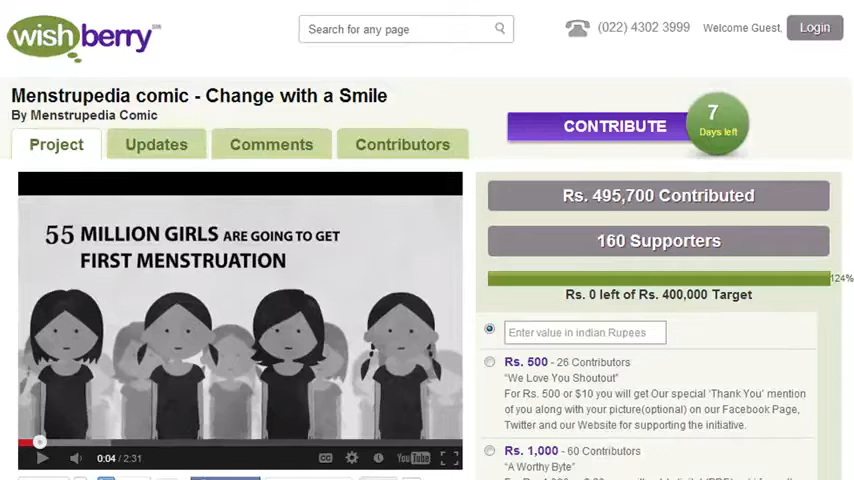 wishberry
Search for any page
(022) 4302 3999
Welcome Guest,
Login
Menstrupedia comic - Change with a Smile
By Menstrupedia Comic
CONTRIBUTE
7
Days left
Project
Updates
Comments
Contributors
55 MILLION GIRLS ARE GOING TO GET
FIRST MENSTRUATION
0:04 / 2:31
CC
YouTube
Rs. 495,700 Contributed
160 Supporters
124%
Rs. 0 left of Rs. 400,000 Target
Enter value in indian Rupees
Rs. 500 - 26 Contributors
“We Love You Shoutout”
For Rs. 500 or $10 you will get Our special ‘Thank You’ mention
of you along with your picture(optional) on our Facebook Page,
Twitter and our Website for supporting the initiative.
Rs. 1,000 - 60 Contributors
“A Worthy Byte”